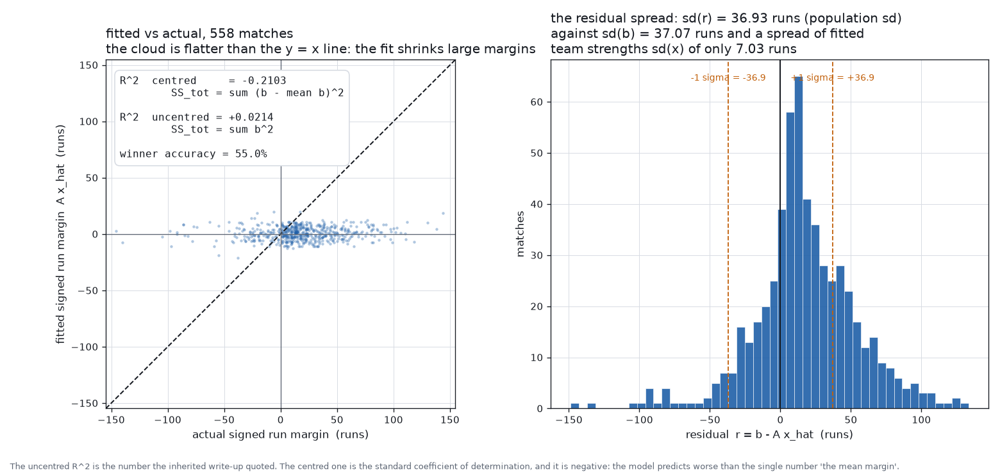 fitted vs actual, 558 matches
the cloud is flatter than the y = x line: the fit shrinks large margins
R^2  centred     = -0.2103
SS_tot = sum (b - mean b)^2
R^2  uncentred = +0.0214
SS_tot = sum b^2
winner accuracy = 55.0%
fitted signed run margin  A x_hat  (runs)
150
100
50
0
−50
−100
−150
−150 −100 −50 0 50 100 150
actual signed run margin  (runs)
the residual spread: sd(r) = 36.93 runs (population sd)
against sd(b) = 37.07 runs and a spread of fitted
team strengths sd(x) of only 7.03 runs
-1 sigma = -36.9
+1 sigma = +36.9
matches
60
50
40
30
20
10
0
−150 −100 −50 0 50 100
residual  r = b - A x_hat  (runs)
The uncentred R^2 is the number the inherited write-up quoted. The centred one is the standard coefficient of determination, and it is negative: the model predicts worse than the single number 'the mean margin'.